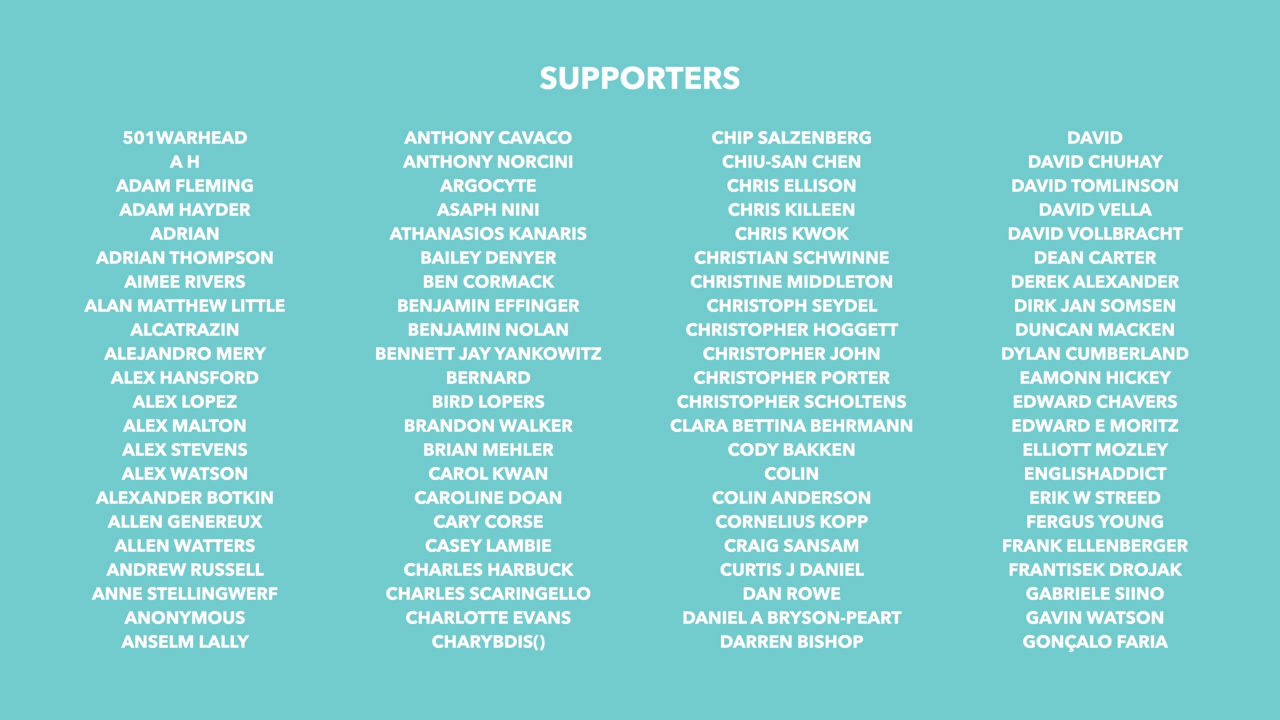 SUPPORTERS
501WARHEAD
A H
ADAM FLEMING
ADAM HAYDER
ADRIAN
ADRIAN THOMPSON
AIMEE RIVERS
ALAN MATTHEW LITTLE
ALCATRAZIN
ALEJANDRO MERY
ALEX HANSFORD
ALEX LOPEZ
ALEX MALTON
ALEX STEVENS
ALEX WATSON
ALEXANDER BOTKIN
ALLEN GENEREUX
ALLEN WATTERS
ANDREW RUSSELL
ANNE STELLINGWERF
ANONYMOUS
ANSELM LALLY
ANTHONY CAVACO
ANTHONY NORCINI
ARGOCYTE
ASAPH NINI
ATHANASIOS KANARIS
BAILEY DENYER
BEN CORMACK
BENJAMIN EFFINGER
BENJAMIN NOLAN
BENNETT JAY YANKOWITZ
BERNARD
BIRD LOPERS
BRANDON WALKER
BRIAN MEHLER
CAROL KWAN
CAROLINE DOAN
CARY CORSE
CASEY LAMBIE
CHARLES HARBUCK
CHARLES SCARINGELLO
CHARLOTTE EVANS
CHARYBDIS()
CHIP SALZENBERG
CHIU-SAN CHEN
CHRIS ELLISON
CHRIS KILLEEN
CHRIS KWOK
CHRISTIAN SCHWINNE
CHRISTINE MIDDLETON
CHRISTOPH SEYDEL
CHRISTOPHER HOGGETT
CHRISTOPHER JOHN
CHRISTOPHER PORTER
CHRISTOPHER SCHOLTENS
CLARA BETTINA BEHRMANN
CODY BAKKEN
COLIN
COLIN ANDERSON
CORNELIUS KOPP
CRAIG SANSAM
CURTIS J DANIEL
DAN ROWE
DANIEL A BRYSON-PEART
DARREN BISHOP
DAVID
DAVID CHUHAY
DAVID TOMLINSON
DAVID VELLA
DAVID VOLLBRACHT
DEAN CARTER
DEREK ALEXANDER
DIRK JAN SOMSEN
DUNCAN MACKEN
DYLAN CUMBERLAND
EAMONN HICKEY
EDWARD CHAVERS
EDWARD E MORITZ
ELLIOTT MOZLEY
ENGLISHADDICT
ERIK W STREED
FERGUS YOUNG
FRANK ELLENBERGER
FRANTISEK DROJAK
GABRIELE SIINO
GAVIN WATSON
GONÇALO FARIA